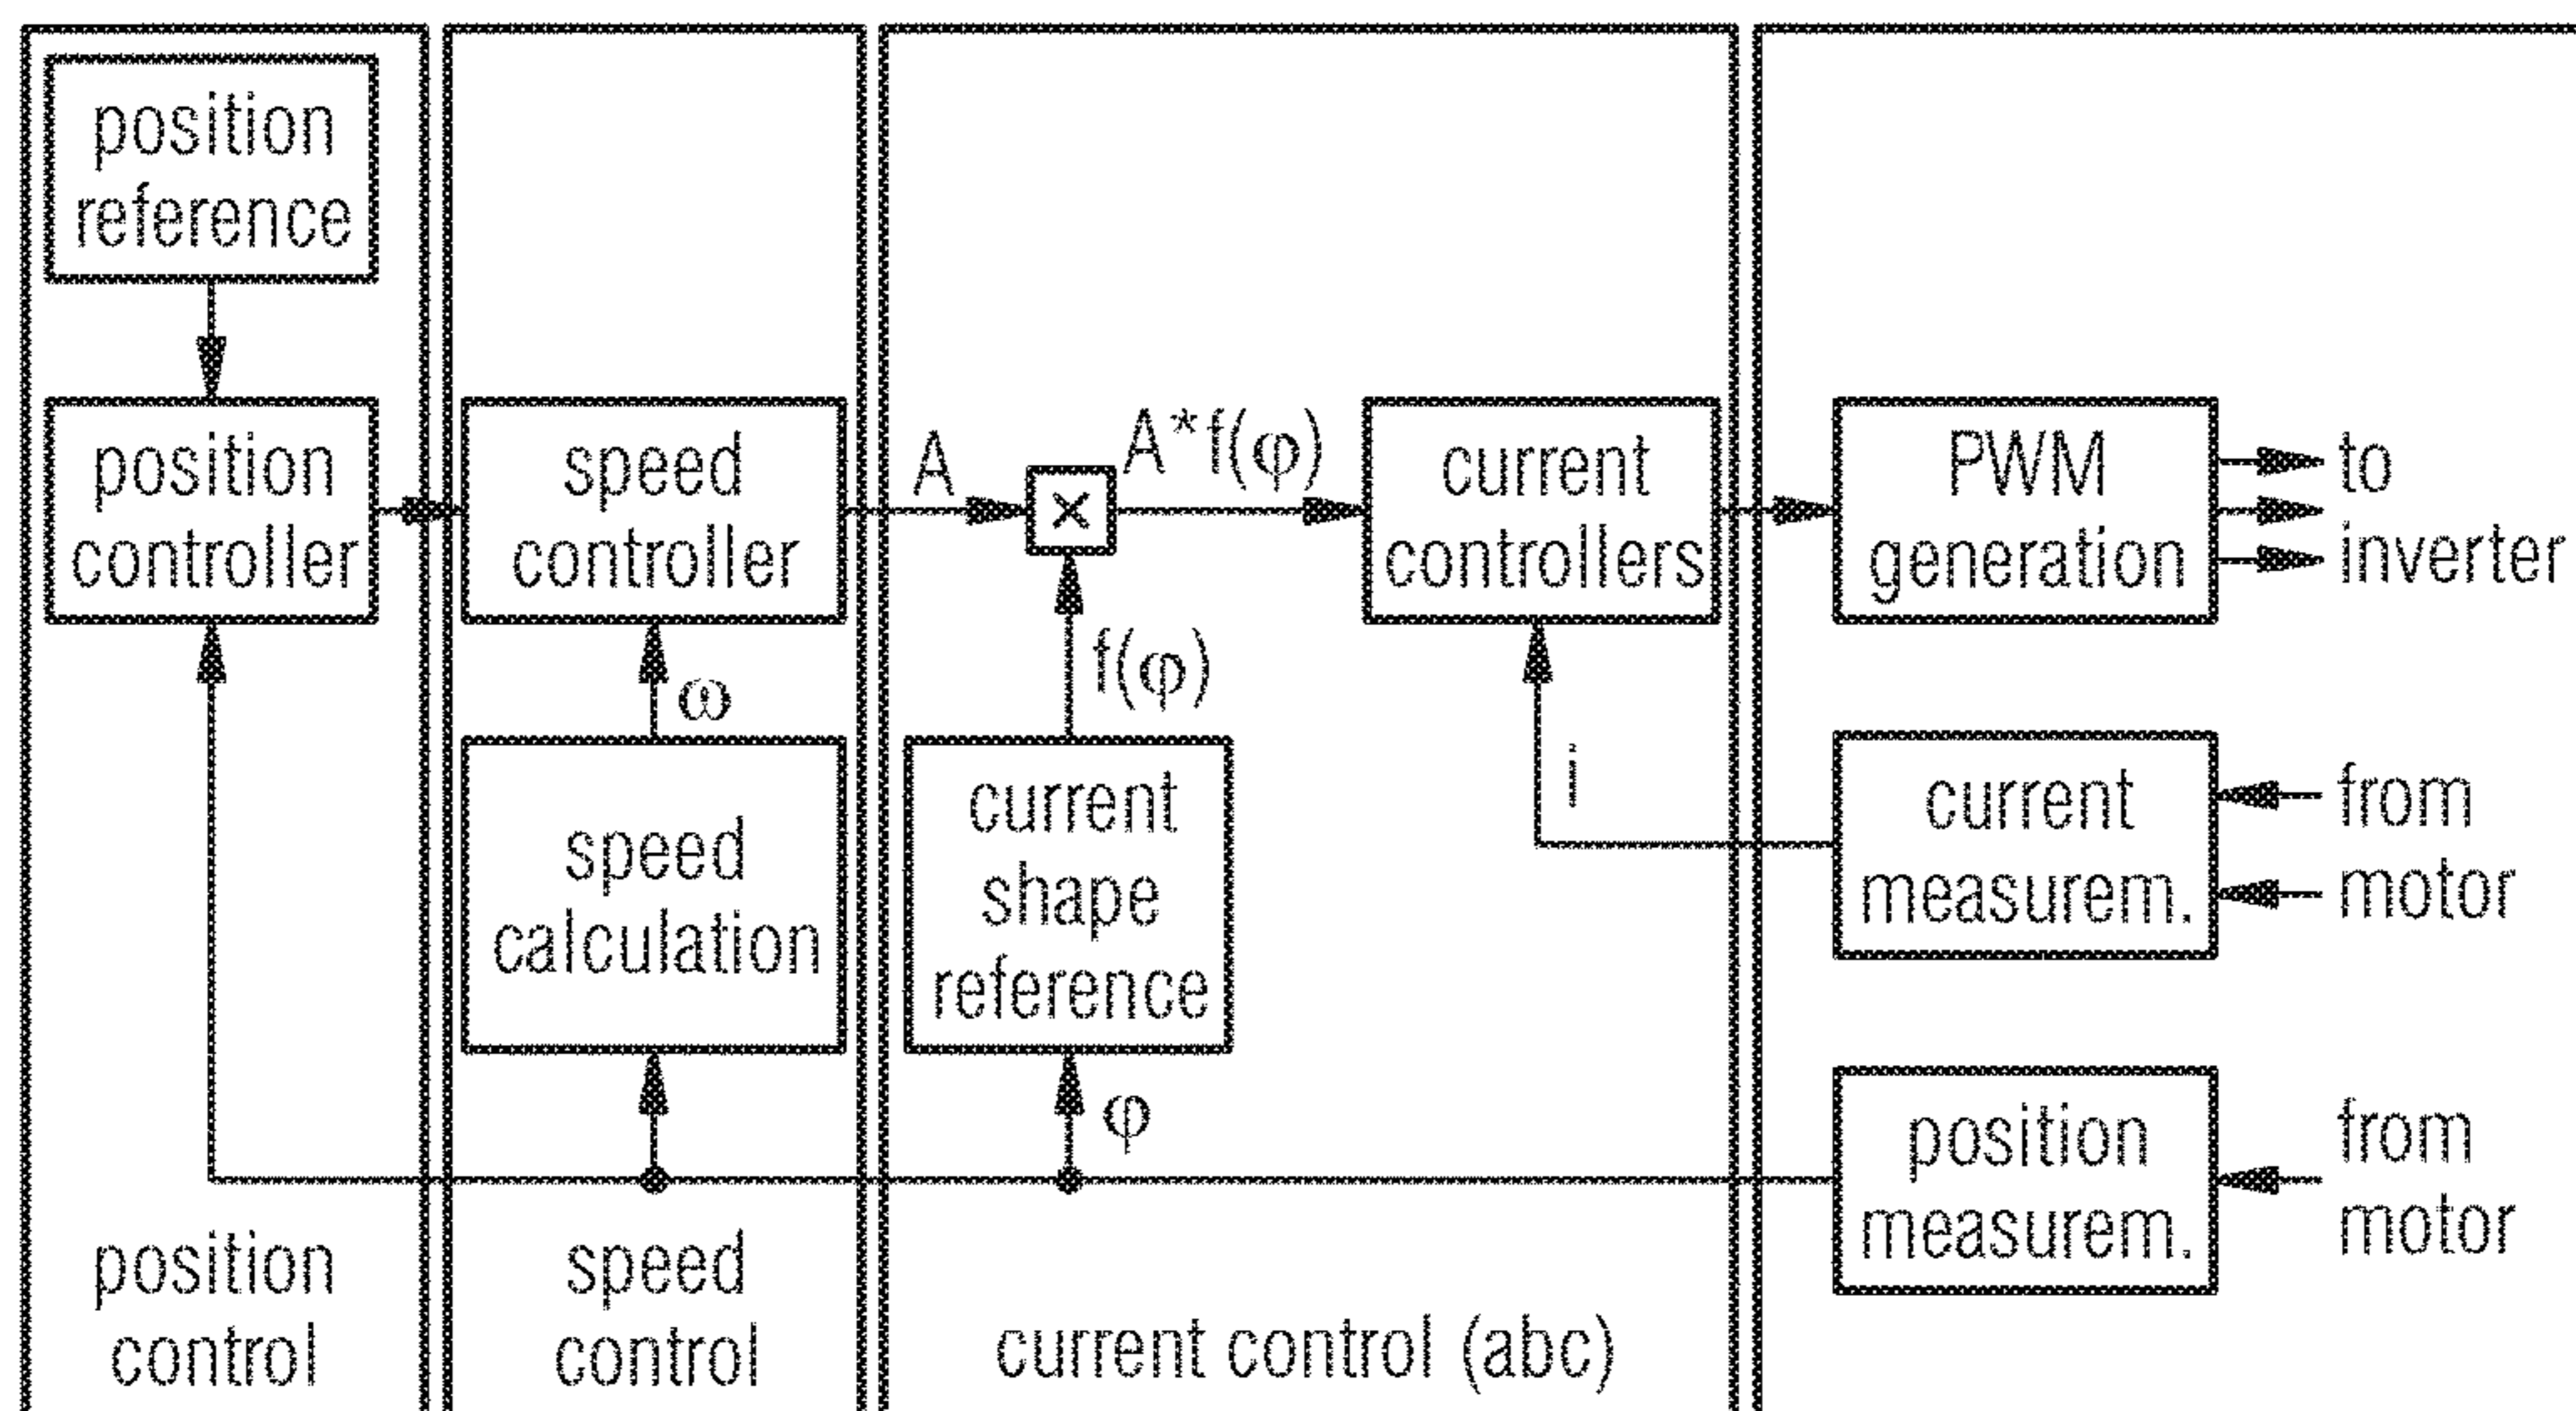 position
reference
position
controller
speed
controller
A
×
A*f(φ)
current
controllers
PWM
generation
to
inverter
ω
f(φ)
i
speed
calculation
current
shape
reference
current
measurem.
from
motor
φ
position
measurem.
from
motor
position
control
speed
control
current control (abc)